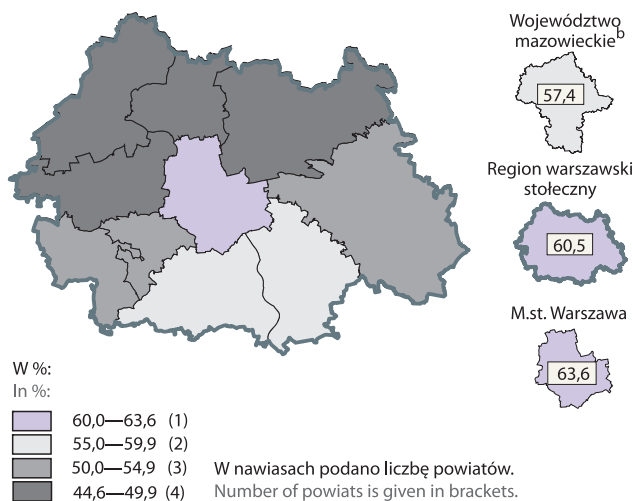 Województwo
mazowieckieb
57,4
Region warszawski
stołeczny
60,5
M.st. Warszawa
63,6
W %:
In %:
60,0—63,6 (1)
55,0—59,9 (2)
50,0—54,9 (3)
44,6—49,9 (4)
W nawiasach podano liczbę powiatów.
Number of powiats is given in brackets.